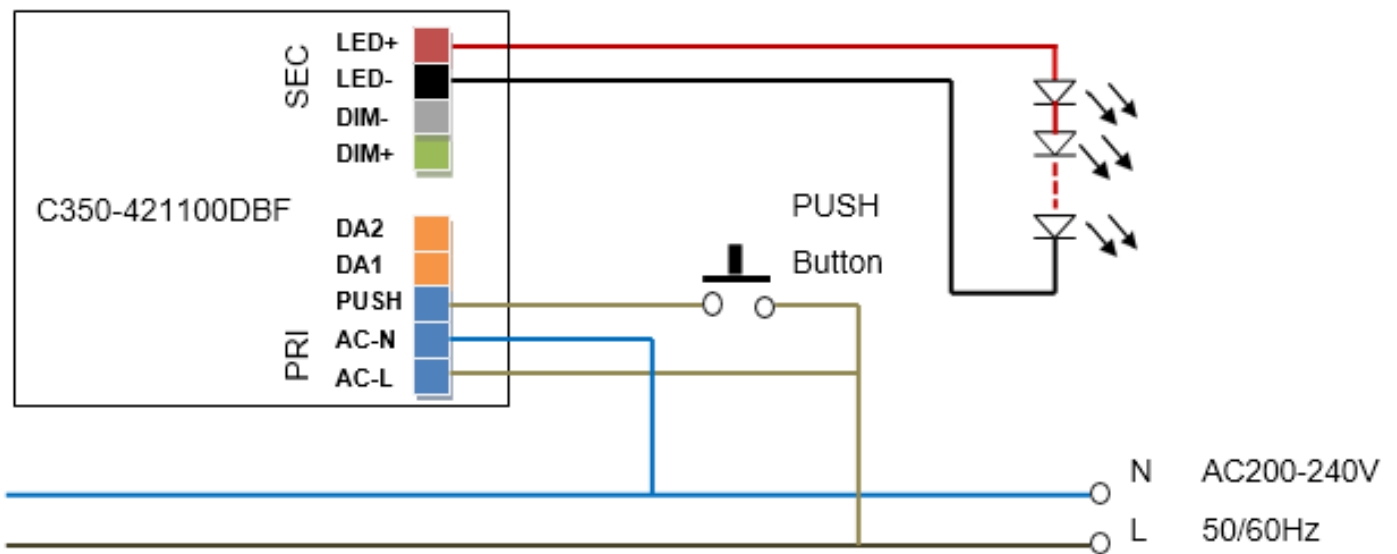 SEC
LED+
LED-
DIM-
DIM+
C350-421100DBF
DA2
DA1
PUSH
AC-N
AC-L
PRI
PUSH
Button
N AC200-240V
L 50/60Hz